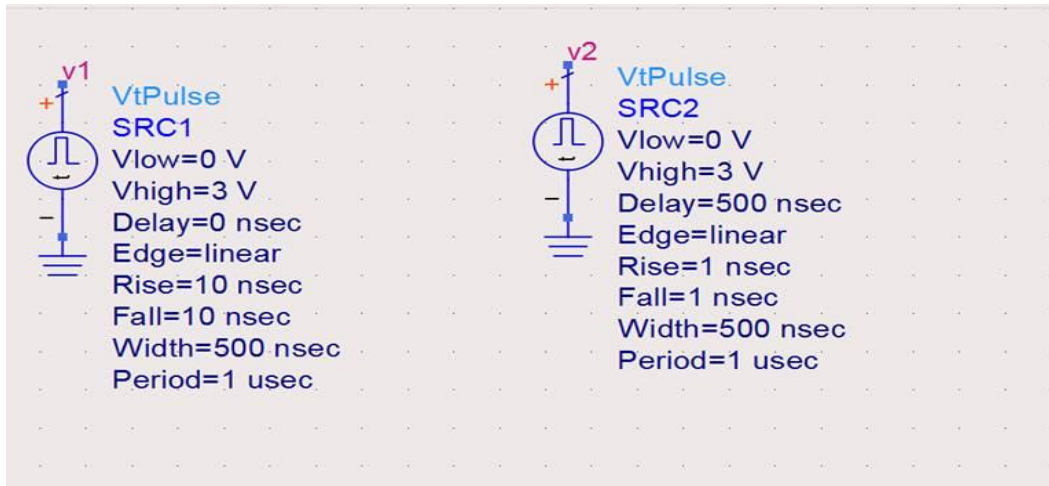 v1
VtPulse
SRC1
Vlow=0 V
Vhigh=3 V
Delay=0 nsec
Edge=linear
Rise=10 nsec
Fall=10 nsec
Width=500 nsec
Period=1 usec
v2
VtPulse
SRC2
Vlow=0 V
Vhigh=3 V
Delay=500 nsec
Edge=linear
Rise=1 nsec
Fall=1 nsec
Width=500 nsec
Period=1 usec